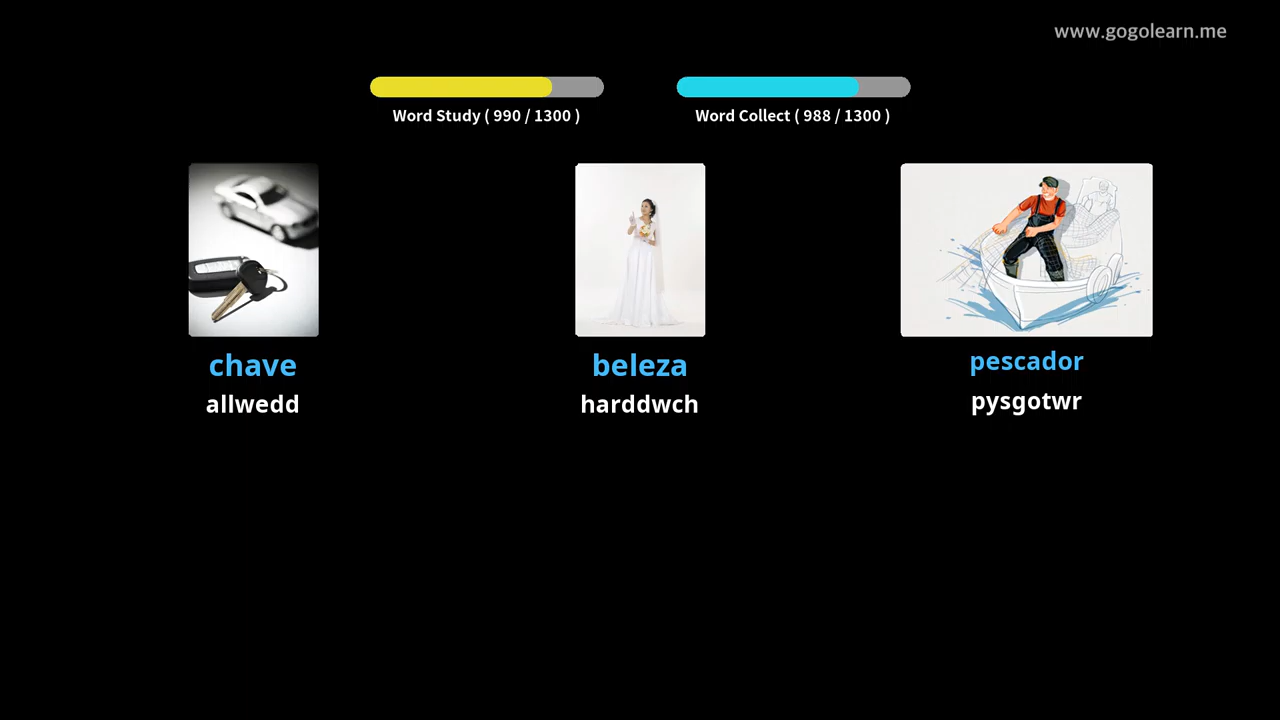 www.gogolearn.me
Word Study ( 990 / 1300 )
Word Collect ( 988 / 1300 )
chave
allwedd
beleza
harddwch
pescador
pysgotwr